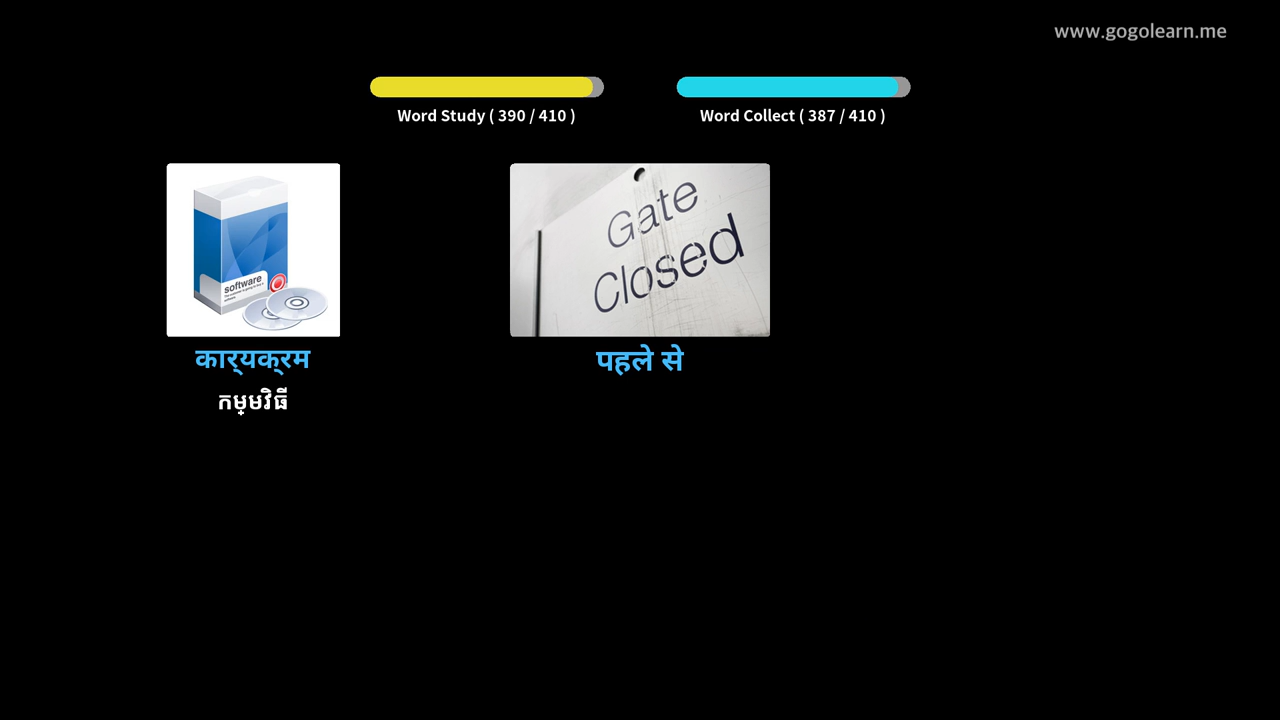 www.gogolearn.me
Word Study ( 390 / 410 )
Word Collect ( 387 / 410 )
software
Gate
Closed
कार्यक्रम
पहले से
កម្មវិធី